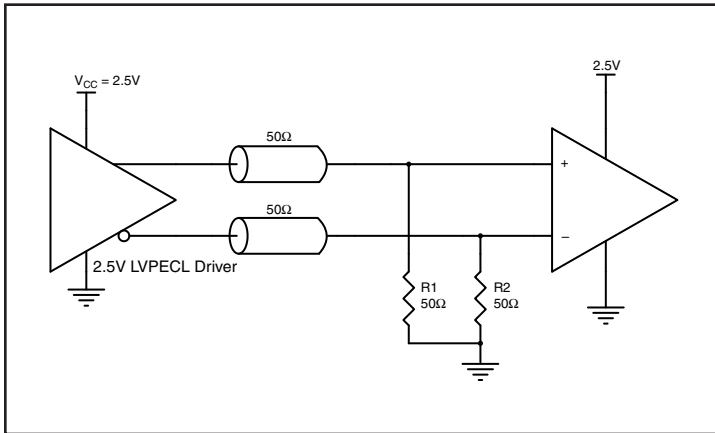 V_CC = 2.5V
2.5V
50Ω
50Ω
+
–
2.5V LVPECL Driver
R1
50Ω
R2
50Ω